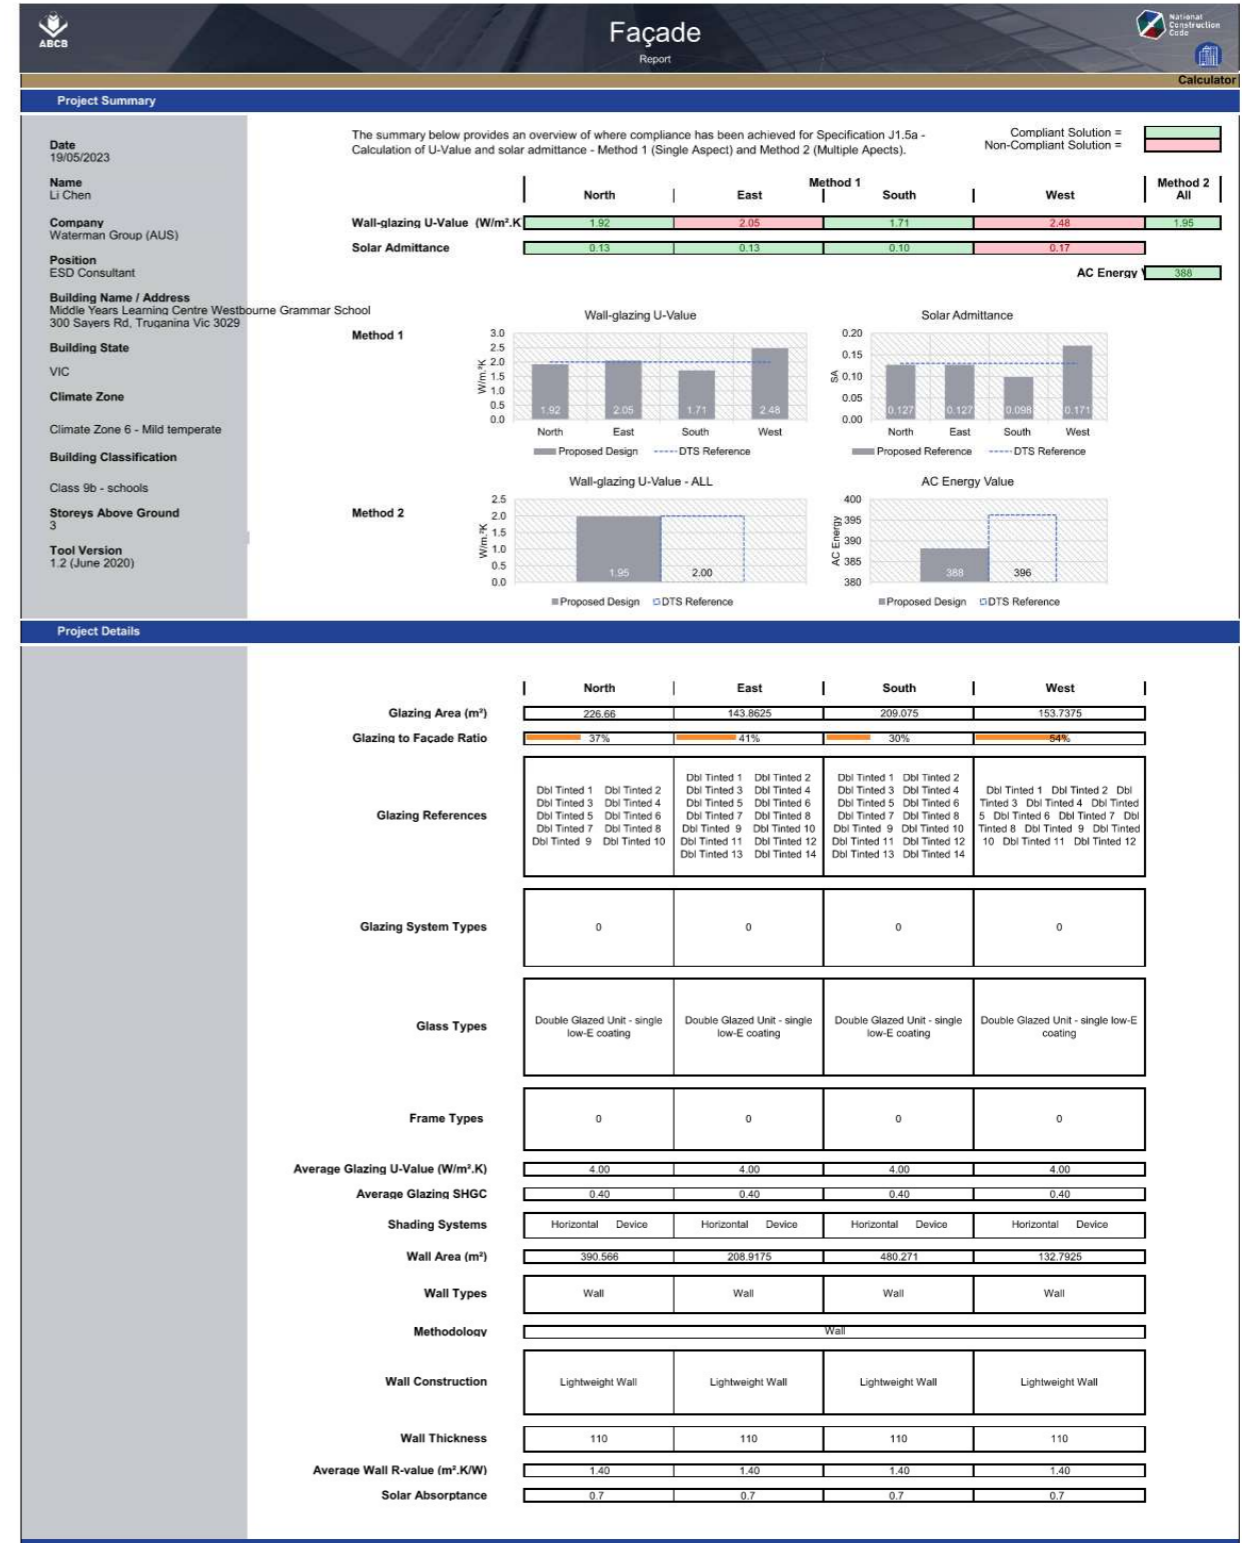 ABCB
Façade
Report
National
Construction
Code
Calculator
Project Summary
The summary below provides an overview of where compliance has been achieved for Specification J1.5a -
Calculation of U-Value and solar admittance - Method 1 (Single Aspect) and Method 2 (Multiple Apects).
Compliant Solution =
Non-Compliant Solution =
Date
19/05/2023
Name
Li Chen
Company
Waterman Group (AUS)
Position
ESD Consultant
Building Name / Address
Middle Years Learning Centre Westbourne Grammar School
300 Sayers Rd, Truganina Vic 3029
Building State
VIC
Climate Zone
Climate Zone 6 - Mild temperate
Building Classification
Class 9b - schools
Storeys Above Ground
3
Tool Version
1.2 (June 2020)
Method 1 Method 2
North East South West All
Wall-glazing U-Value (W/m².K 1.92 2.05 1.71 2.48 1.95
Solar Admittance 0.13 0.13 0.10 0.17
AC Energy 388
Method 1
Wall-glazing U-Value
W/m.²K
3.0
2.5
2.0
1.5
1.0
0.5
0.0
1.92 2.05 1.71 2.48
North East South West
Proposed Design DTS Reference
Solar Admittance
SA
0.20
0.15
0.10
0.05
0.00
0.127 0.127 0.098 0.171
North East South West
Proposed Reference DTS Reference
Method 2
Wall-glazing U-Value - ALL
W/m.²K
2.5
2.0
1.5
1.0
0.5
0.0
1.95 2.00
Proposed Design DTS Reference
AC Energy Value
AC Energy
400
395
390
385
380
388 396
Proposed Design DTS Reference
Project Details
North East South West
Glazing Area (m²) 226.66 143.8625 209.075 153.7375
Glazing to Façade Ratio 37% 41% 30% 54%
Glazing References
Dbl Tinted 1 Dbl Tinted 2
Dbl Tinted 3 Dbl Tinted 4
Dbl Tinted 5 Dbl Tinted 6
Dbl Tinted 7 Dbl Tinted 8
Dbl Tinted 9 Dbl Tinted 10
Dbl Tinted 1 Dbl Tinted 2
Dbl Tinted 3 Dbl Tinted 4
Dbl Tinted 5 Dbl Tinted 6
Dbl Tinted 7 Dbl Tinted 8
Dbl Tinted 9 Dbl Tinted 10
Dbl Tinted 11 Dbl Tinted 12
Dbl Tinted 13 Dbl Tinted 14
Dbl Tinted 1 Dbl Tinted 2
Dbl Tinted 3 Dbl Tinted 4
Dbl Tinted 5 Dbl Tinted 6
Dbl Tinted 7 Dbl Tinted 8
Dbl Tinted 9 Dbl Tinted 10
Dbl Tinted 11 Dbl Tinted 12
Dbl Tinted 13 Dbl Tinted 14
Dbl Tinted 1 Dbl Tinted 2 Dbl
Tinted 3 Dbl Tinted 4 Dbl Tinted
5 Dbl Tinted 6 Dbl Tinted 7 Dbl
Tinted 8 Dbl Tinted 9 Dbl Tinted
10 Dbl Tinted 11 Dbl Tinted 12
Glazing System Types 0 0 0 0
Glass Types
Double Glazed Unit - single
low-E coating
Double Glazed Unit - single
low-E coating
Double Glazed Unit - single
low-E coating
Double Glazed Unit - single low-E
coating
Frame Types 0 0 0 0
Average Glazing U-Value (W/m².K) 4.00 4.00 4.00 4.00
Average Glazing SHGC 0.40 0.40 0.40 0.40
Shading Systems Horizontal Device Horizontal Device Horizontal Device Horizontal Device
Wall Area (m²) 390.566 208.9175 480.271 132.7925
Wall Types Wall Wall Wall Wall
Methodology Wall
Wall Construction Lightweight Wall Lightweight Wall Lightweight Wall Lightweight Wall
Wall Thickness 110 110 110 110
Average Wall R-value (m².K/W) 1.40 1.40 1.40 1.40
Solar Absorptance 0.7 0.7 0.7 0.7